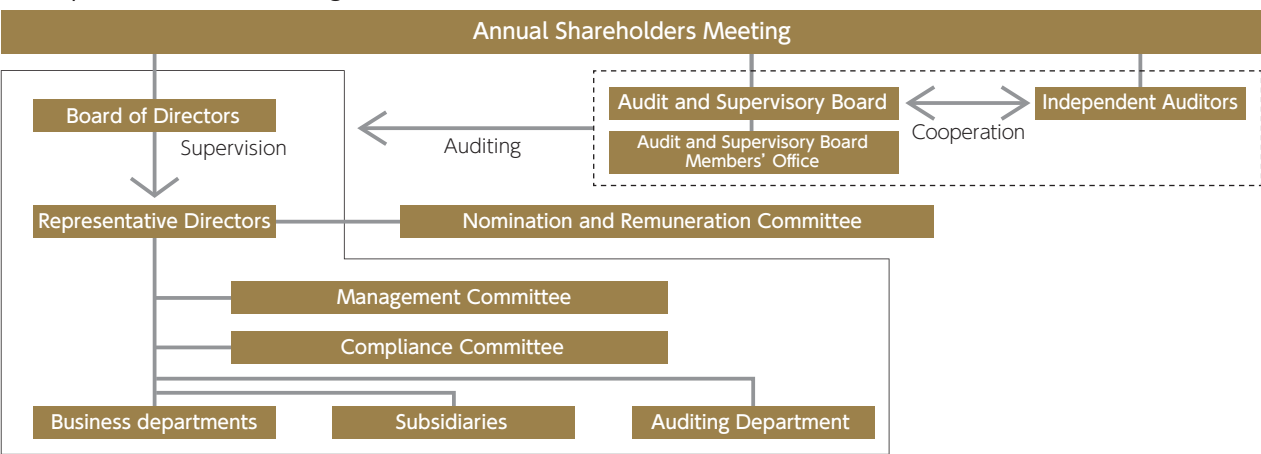 Annual Shareholders Meeting
Board of Directors
Supervision
Auditing
Audit and Supervisory Board
Audit and Supervisory Board
Members' Office
Cooperation
Independent Auditors
Representative Directors
Nomination and Remuneration Committee
Management Committee
Compliance Committee
Business departments
Subsidiaries
Auditing Department